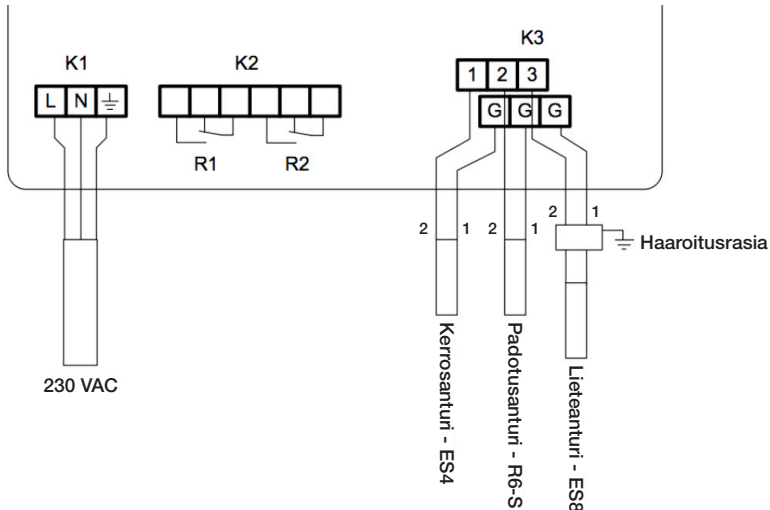 K1
K2
K3
L N
1 2 3
G G G
R1
R2
2 1
2 1
2 1
Haaroitusrasia
230 VAC
Kerrosanturi - ES4
Padotusanturi - R6-S
Lieteanturi - ES8